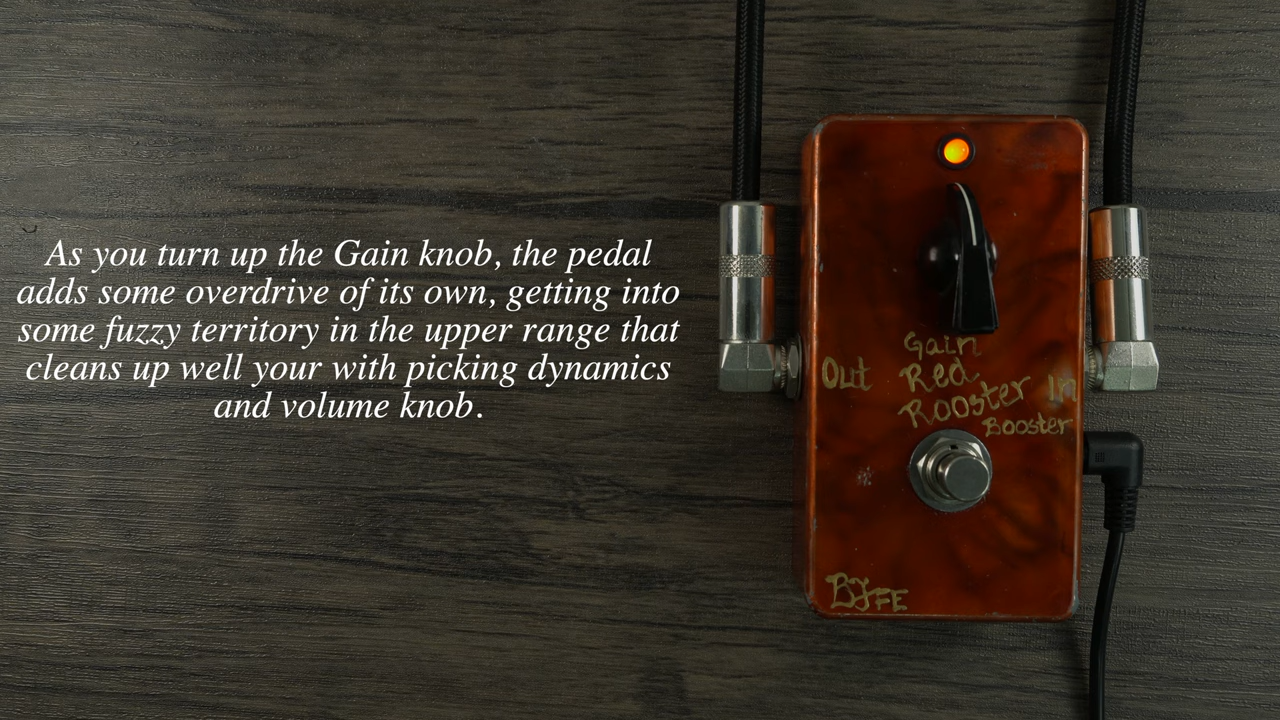 As you turn up the Gain knob, the pedal
adds some overdrive of its own, getting into
some fuzzy territory in the upper range that
cleans up well your with picking dynamics
and volume knob.
Gain
Out Red In
Rooster
Booster
BJFE